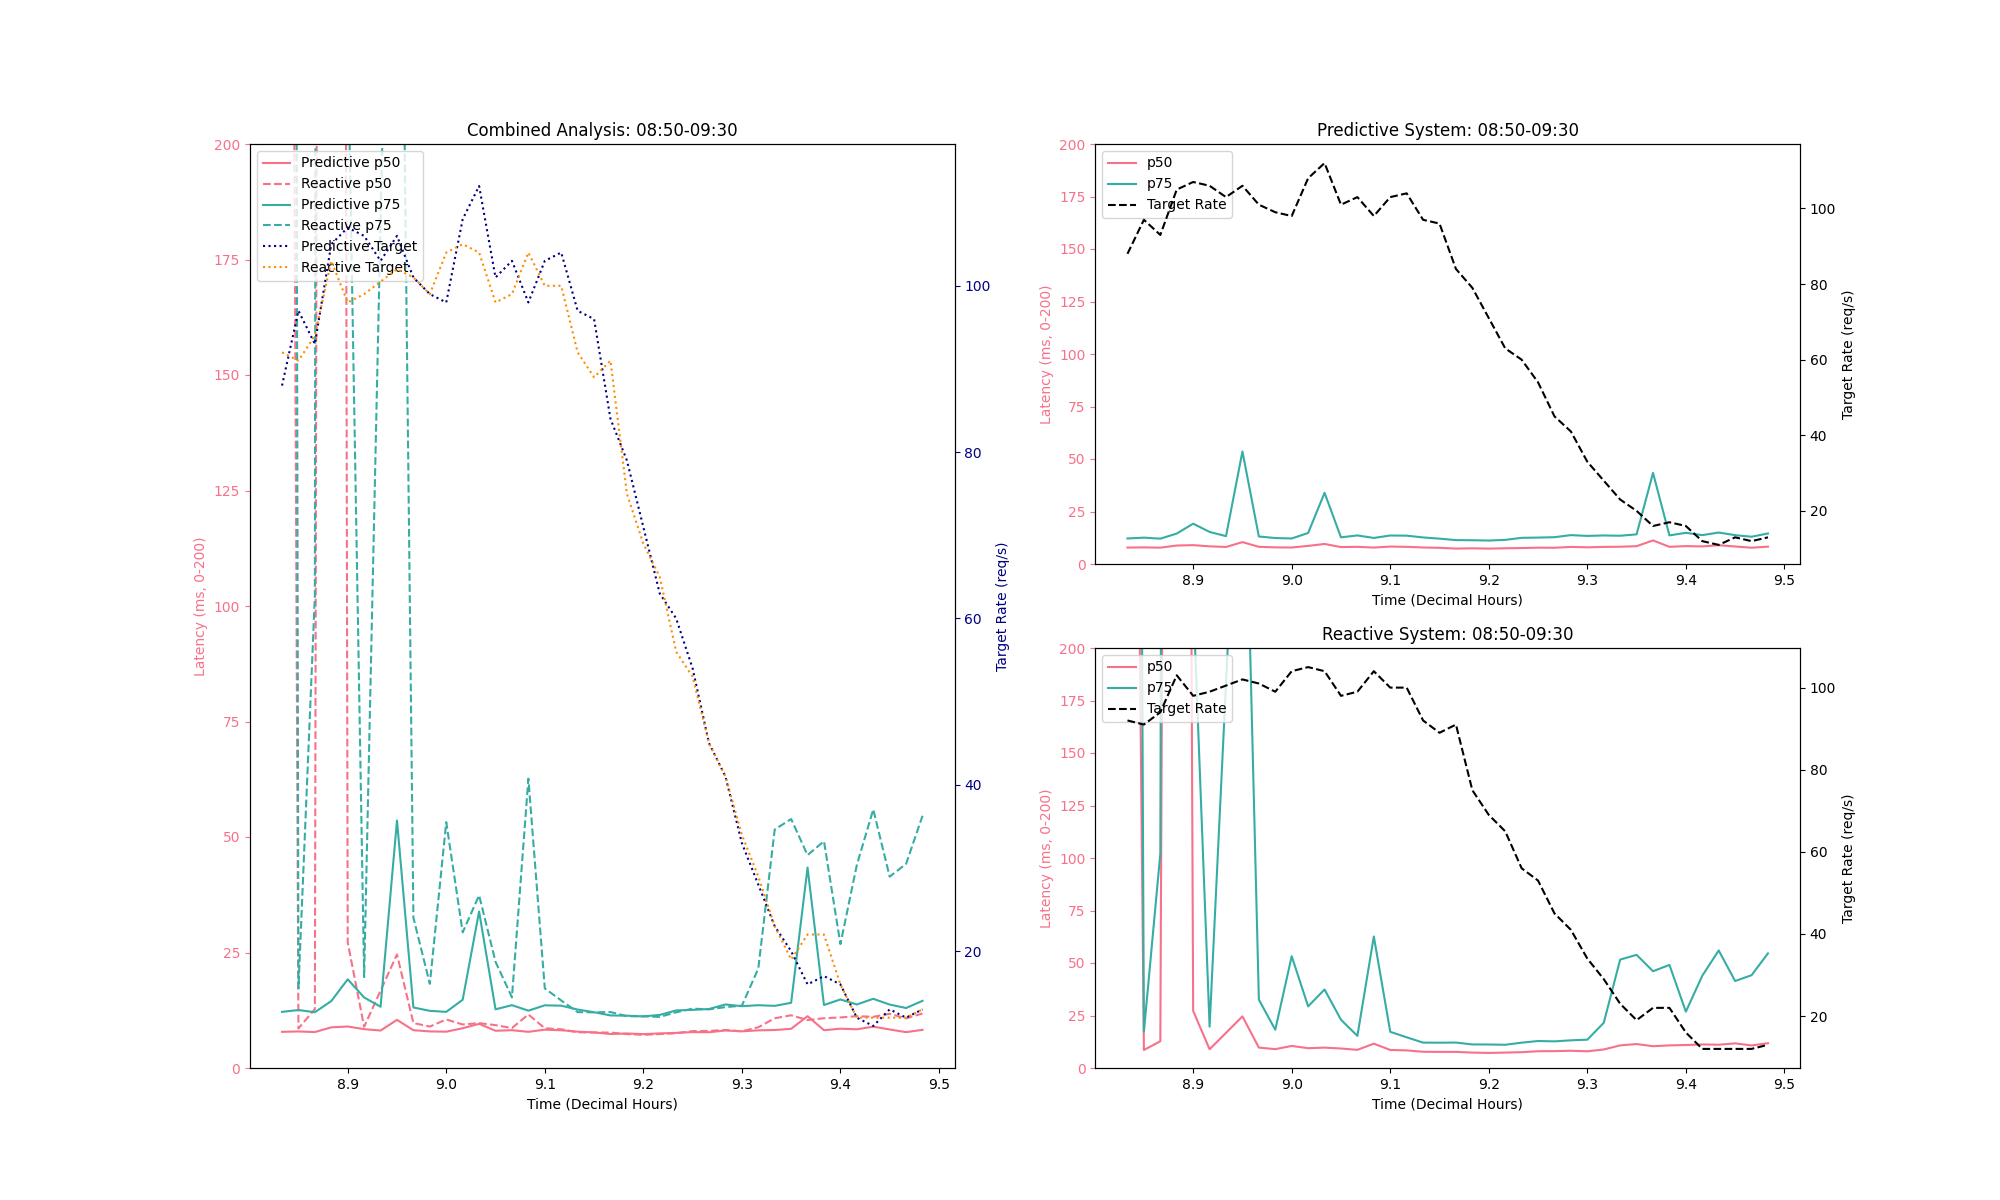 Combined Analysis: 08:50-09:30
Predictive p50
Reactive p50
Predictive p75
Reactive p75
Predictive Target
Reactive Target
200
175
150
125
100
75
50
25
0
Latency (ms, 0-200)
100
80
60
40
20
Target Rate (req/s)
8.9 9.0 9.1 9.2 9.3 9.4 9.5
Time (Decimal Hours)
Predictive System: 08:50-09:30
p50
p75
Target Rate
200
175
150
125
100
75
50
25
0
Latency (ms, 0-200)
100
80
60
40
20
Target Rate (req/s)
8.9 9.0 9.1 9.2 9.3 9.4 9.5
Time (Decimal Hours)
Reactive System: 08:50-09:30
p50
p75
Target Rate
200
175
150
125
100
75
50
25
0
Latency (ms, 0-200)
100
80
60
40
20
Target Rate (req/s)
8.9 9.0 9.1 9.2 9.3 9.4 9.5
Time (Decimal Hours)